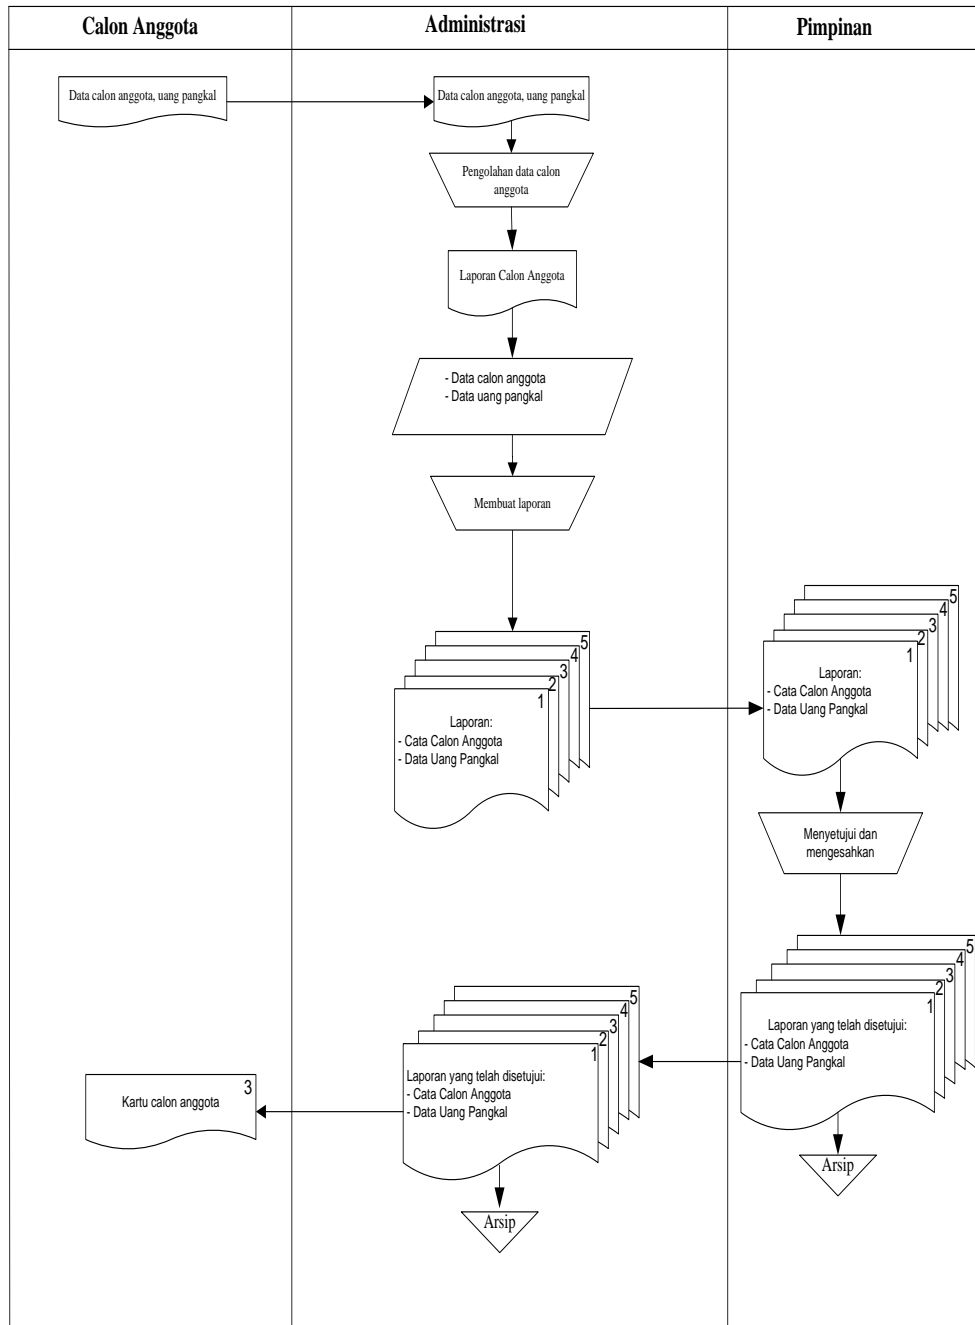 Calon Anggota
Administrasi
Pimpinan
Data calon anggota, uang pangkal
Data calon anggota, uang pangkal
Pengolahan data calon
anggota
Laporan Calon Anggota
- Data calon anggota
- Data uang pangkal
Membuat laporan
5
4
3
2
1
Laporan:
- Cata Calon Anggota
- Data Uang Pangkal
5
4
3
2
1
Laporan:
- Cata Calon Anggota
- Data Uang Pangkal
Menyetujui dan
mengesahkan
5
4
3
2
1
Laporan yang telah disetujui:
- Cata Calon Anggota
- Data Uang Pangkal
Arsip
5
4
3
2
1
Laporan yang telah disetujui:
- Cata Calon Anggota
- Data Uang Pangkal
Arsip
3
Kartu calon anggota